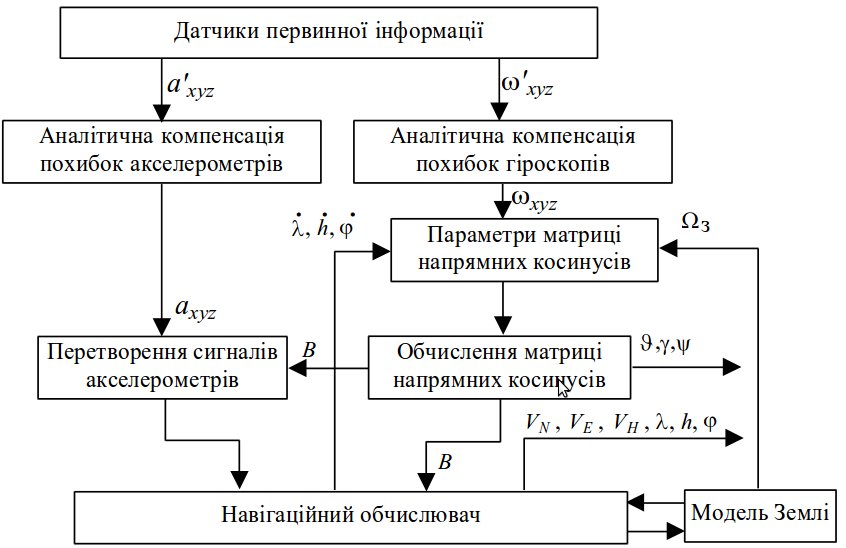 Датчики первинної інформації
a'xyz
ω'xyz
Аналітична компенсація
похибок акселерометрів
Аналітична компенсація
похибок гіроскопів
ωxyz
λ̇, ḣ, φ̇
Ωз
Параметри матриці
напрямних косинусів
axyz
Перетворення сигналів
акселерометрів
B
Обчислення матриці
напрямних косинусів
ϑ,γ,ψ
VN , VE , VH , λ, h, φ
B
Навігаційний обчислювач
Модель Землі